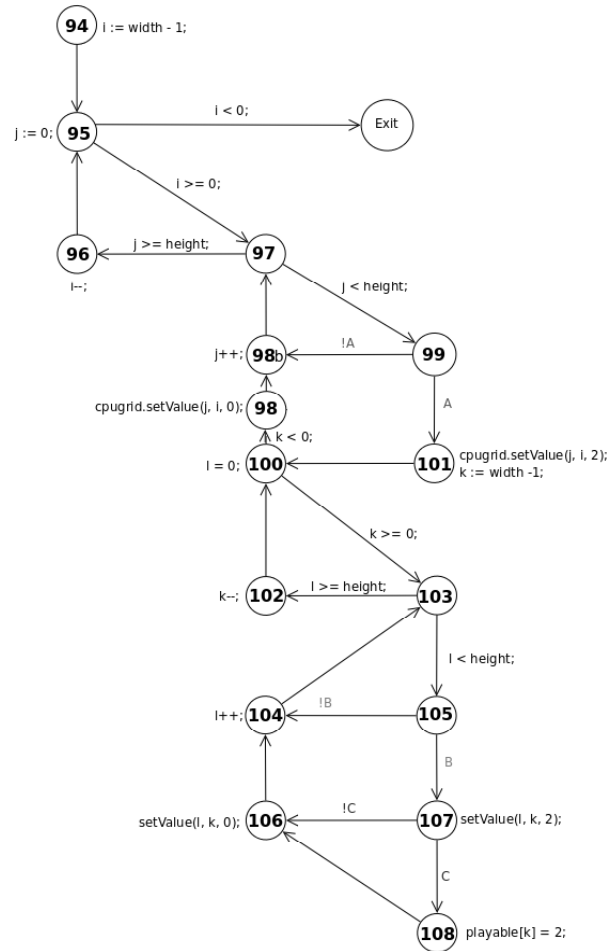 94 i := width - 1;
i < 0;
Exit
j := 0; 95
i >= 0;
96 j >= height; 97
i--;
j < height;
j++; 98b !A 99
A
cpugrid.setValue(j, i, 0); 98
k < 0;
l = 0; 100 101 cpugrid.setValue(j, i, 2);
k := width -1;
k >= 0;
k--; 102 l >= height; 103
l < height;
l++; 104 !B 105
B
setValue(l, k, 0); 106 !C 107 setValue(l, k, 2);
C
108 playable[k] = 2;